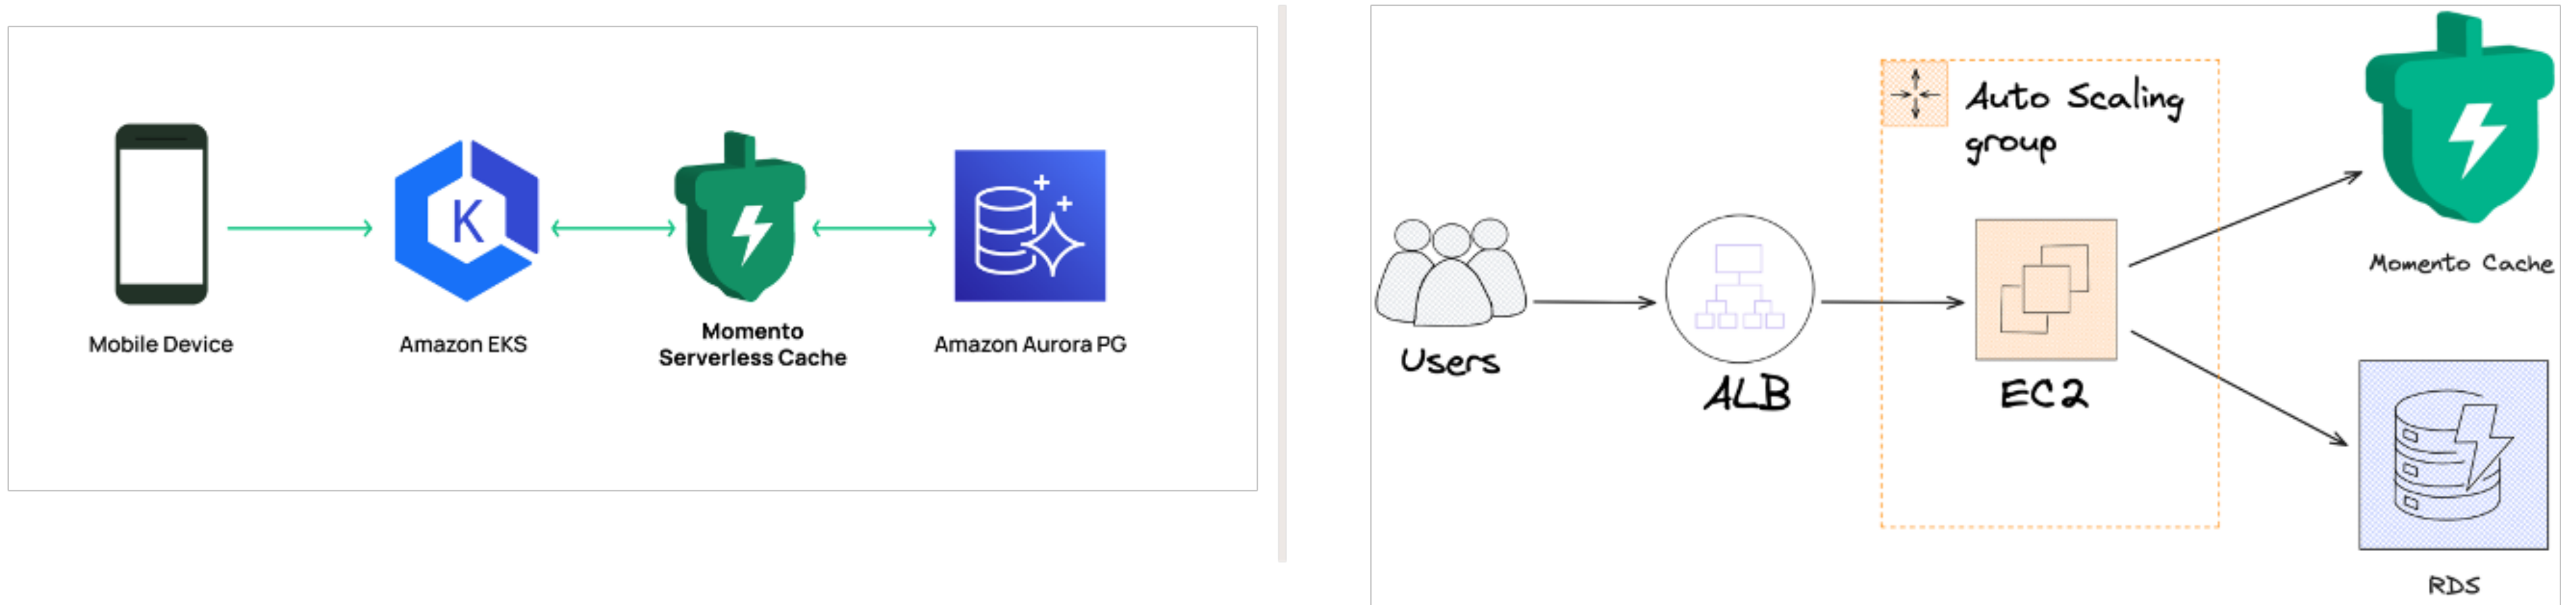 Mobile Device
K
Amazon EKS
Momento
Serverless Cache
Amazon Aurora PG
Users
ALB
Auto Scaling
group
EC2
Momento Cache
RDS